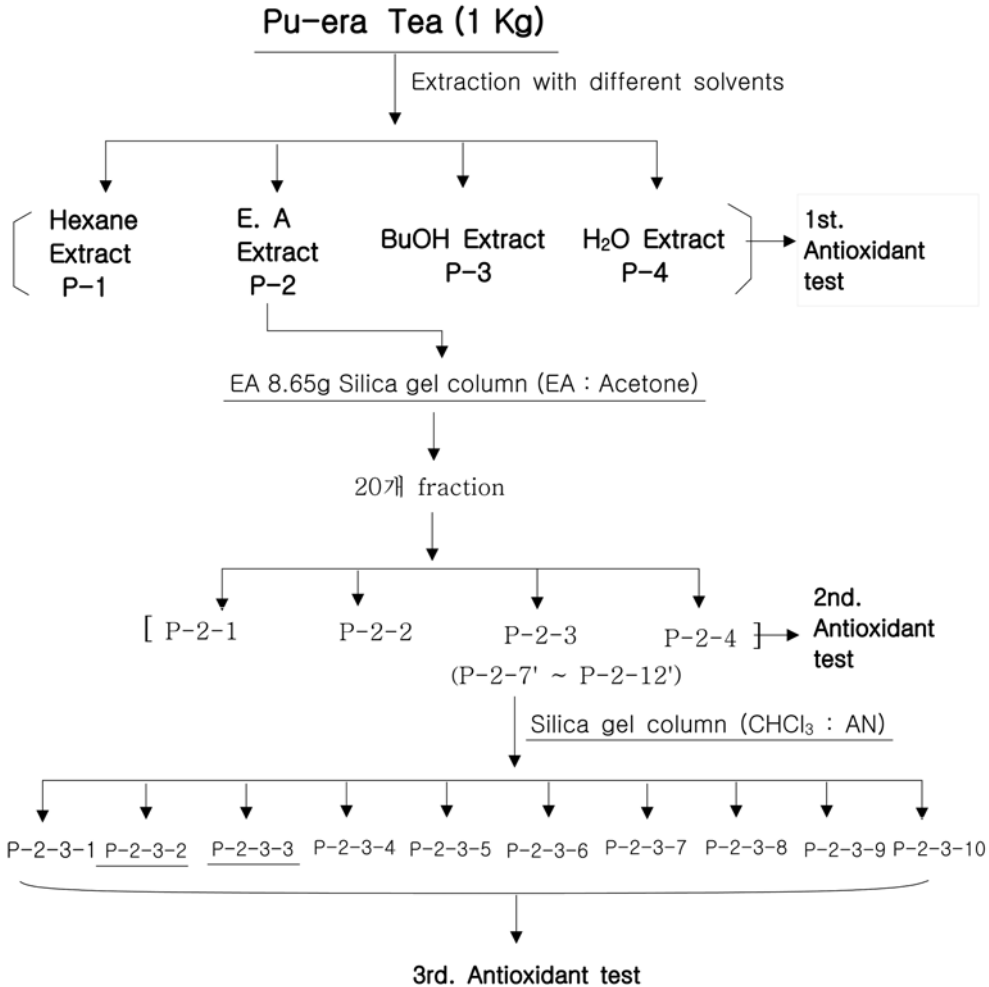 Pu-era Tea (1 Kg)
Extraction with different solvents
Hexane
Extract
P-1
E. A
Extract
P-2
BuOH Extract
P-3
H₂O Extract
P-4
1st.
Antioxidant
test
EA 8.65g Silica gel column (EA : Acetone)
20개 fraction
[ P-2-1 P-2-2 P-2-3 P-2-4 ]
(P-2-7' ~ P-2-12')
2nd.
Antioxidant
test
Silica gel column (CHCl₃ : AN)
P-2-3-1 P-2-3-2 P-2-3-3 P-2-3-4 P-2-3-5 P-2-3-6 P-2-3-7 P-2-3-8 P-2-3-9 P-2-3-10
3rd. Antioxidant test